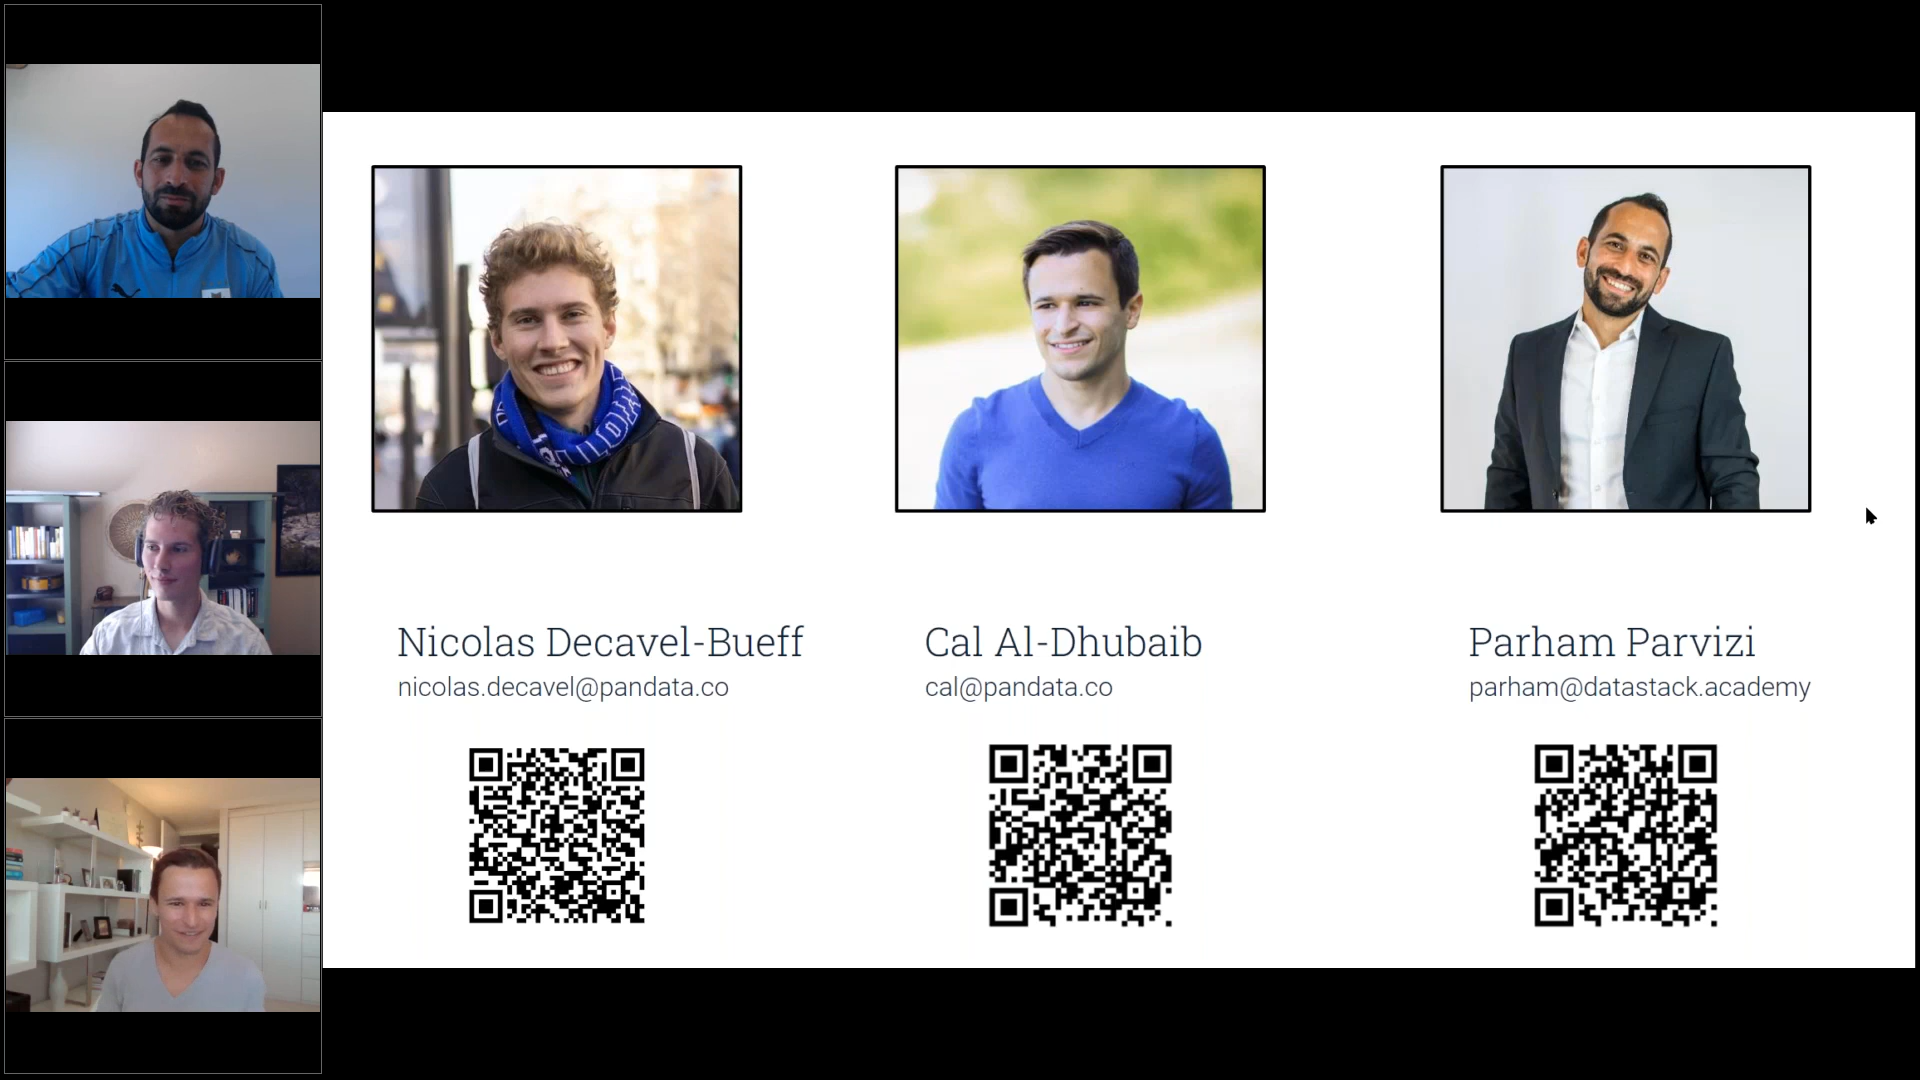 Nicolas Decavel-Bueff
nicolas.decavel@pandata.co
Cal Al-Dhubaib
cal@pandata.co
Parham Parvizi
parham@datastack.academy